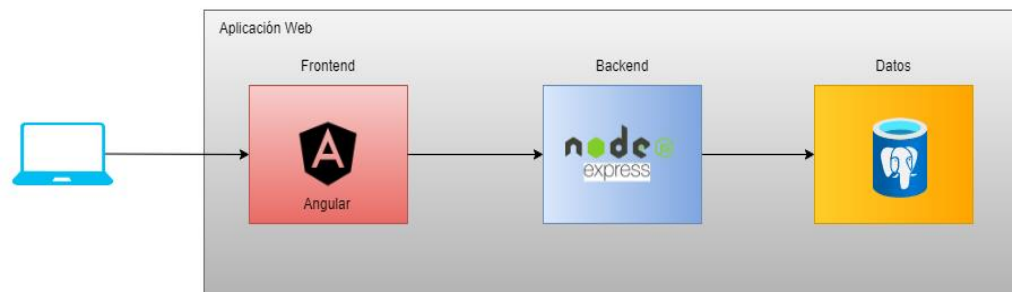 Aplicación Web
Frontend
Backend
Datos
Angular
node
express